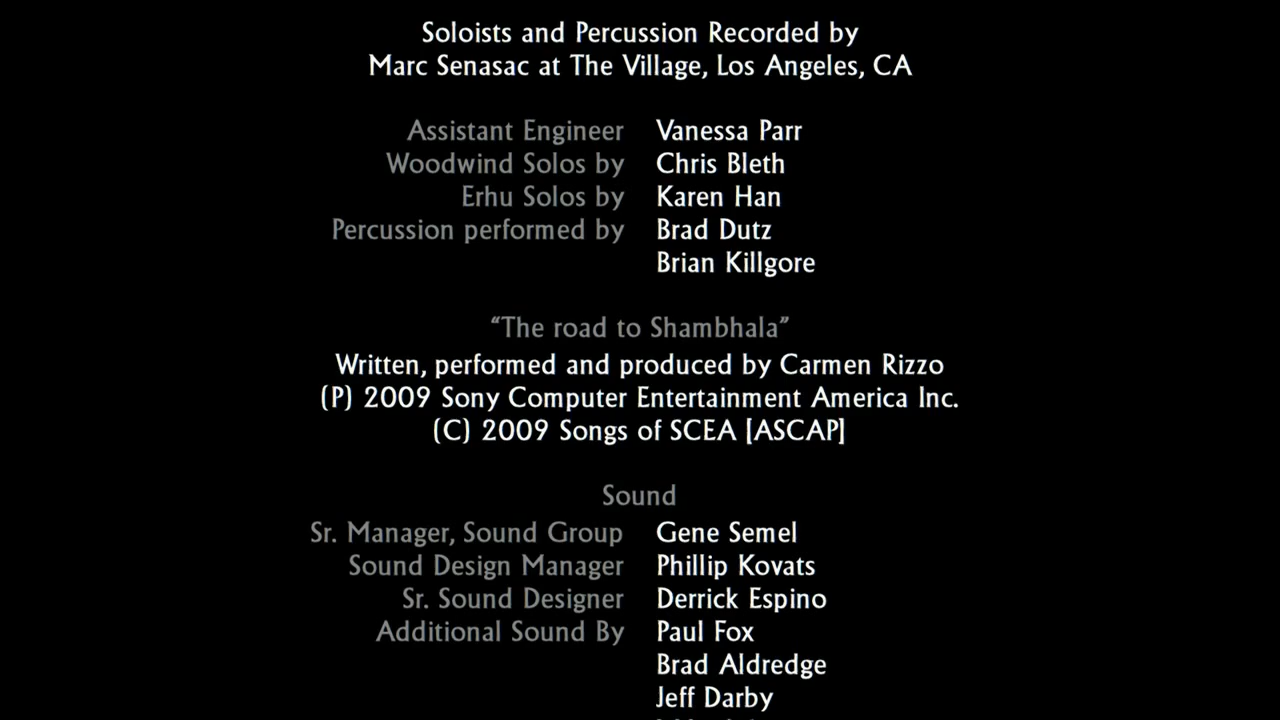 Soloists and Percussion Recorded by
Marc Senasac at The Village, Los Angeles, CA
Assistant Engineer Vanessa Parr
Woodwind Solos by Chris Bleth
Erhu Solos by Karen Han
Percussion performed by Brad Dutz
Brian Killgore
“The road to Shambhala”
Written, performed and produced by Carmen Rizzo
(P) 2009 Sony Computer Entertainment America Inc.
(C) 2009 Songs of SCEA [ASCAP]
Sound
Sr. Manager, Sound Group Gene Semel
Sound Design Manager Phillip Kovats
Sr. Sound Designer Derrick Espino
Additional Sound By Paul Fox
Brad Aldredge
Jeff Darby